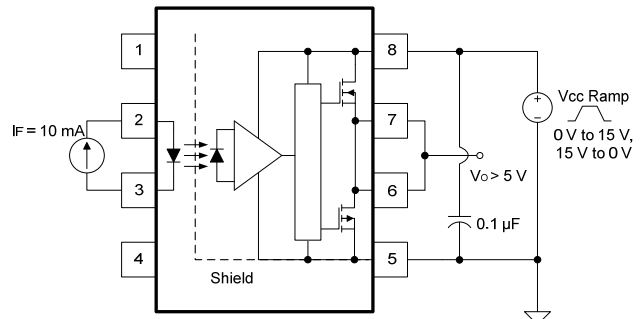 1
8
2
7
IF = 10 mA
3
6
4
5
Shield
VO > 5 V
0.1 µF
+
−
Vcc Ramp
0 V to 15 V,
15 V to 0 V